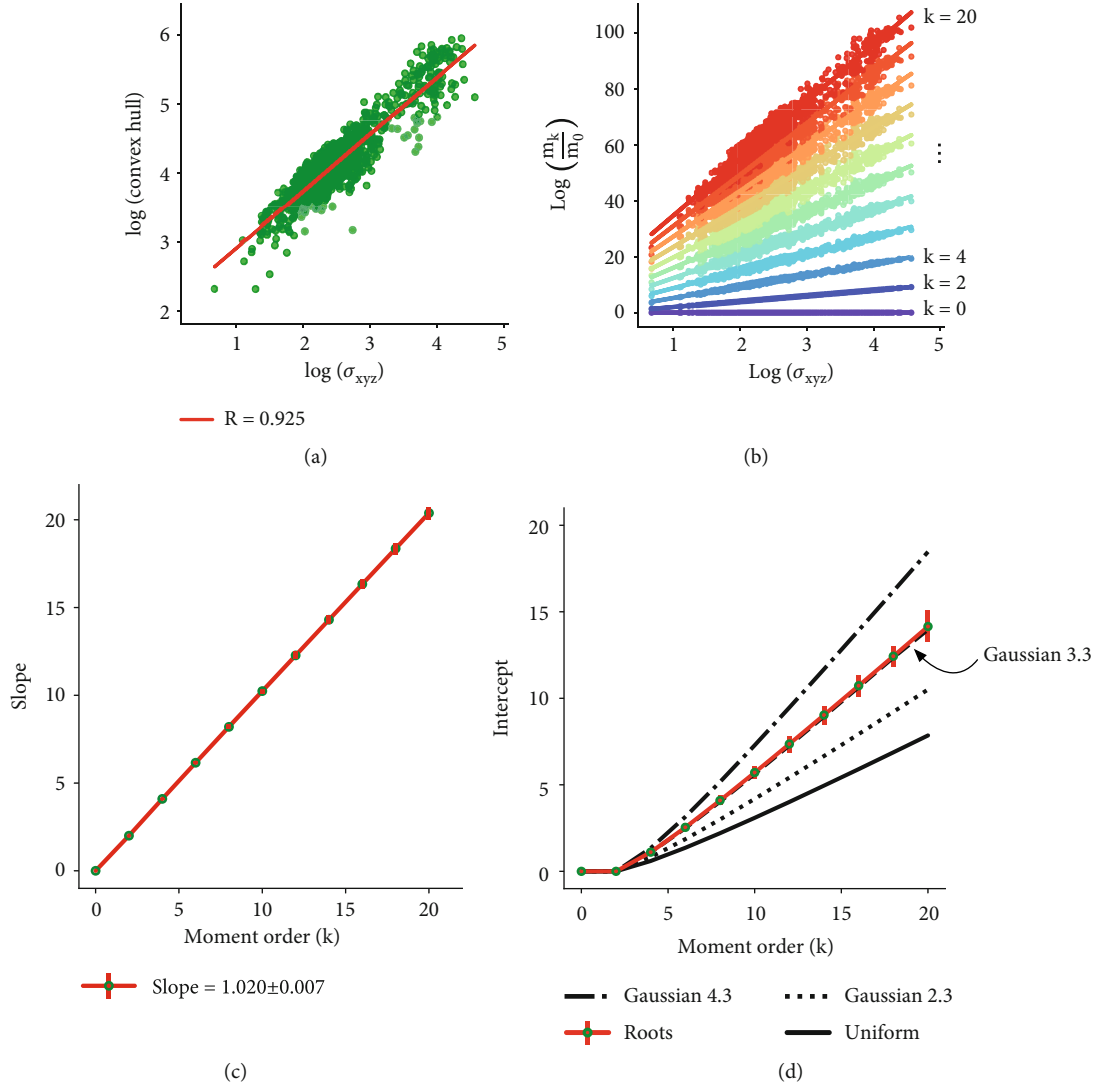 6
5
4
3
2
log (convex hull)
1 2 3 4 5
log (σxyz)
R = 0.925
(a)
100
80
60
40
20
0
Log (mk/m0)
k = 20
⋮
k = 4
k = 2
k = 0
1 2 3 4 5
Log (σxyz)
(b)
20
15
10
5
0
Slope
0 5 10 15 20
Moment order (k)
Slope = 1.020±0.007
(c)
20
15
10
5
0
Intercept
Gaussian 3.3
0 5 10 15 20
Moment order (k)
Gaussian 4.3 Gaussian 2.3
Roots Uniform
(d)